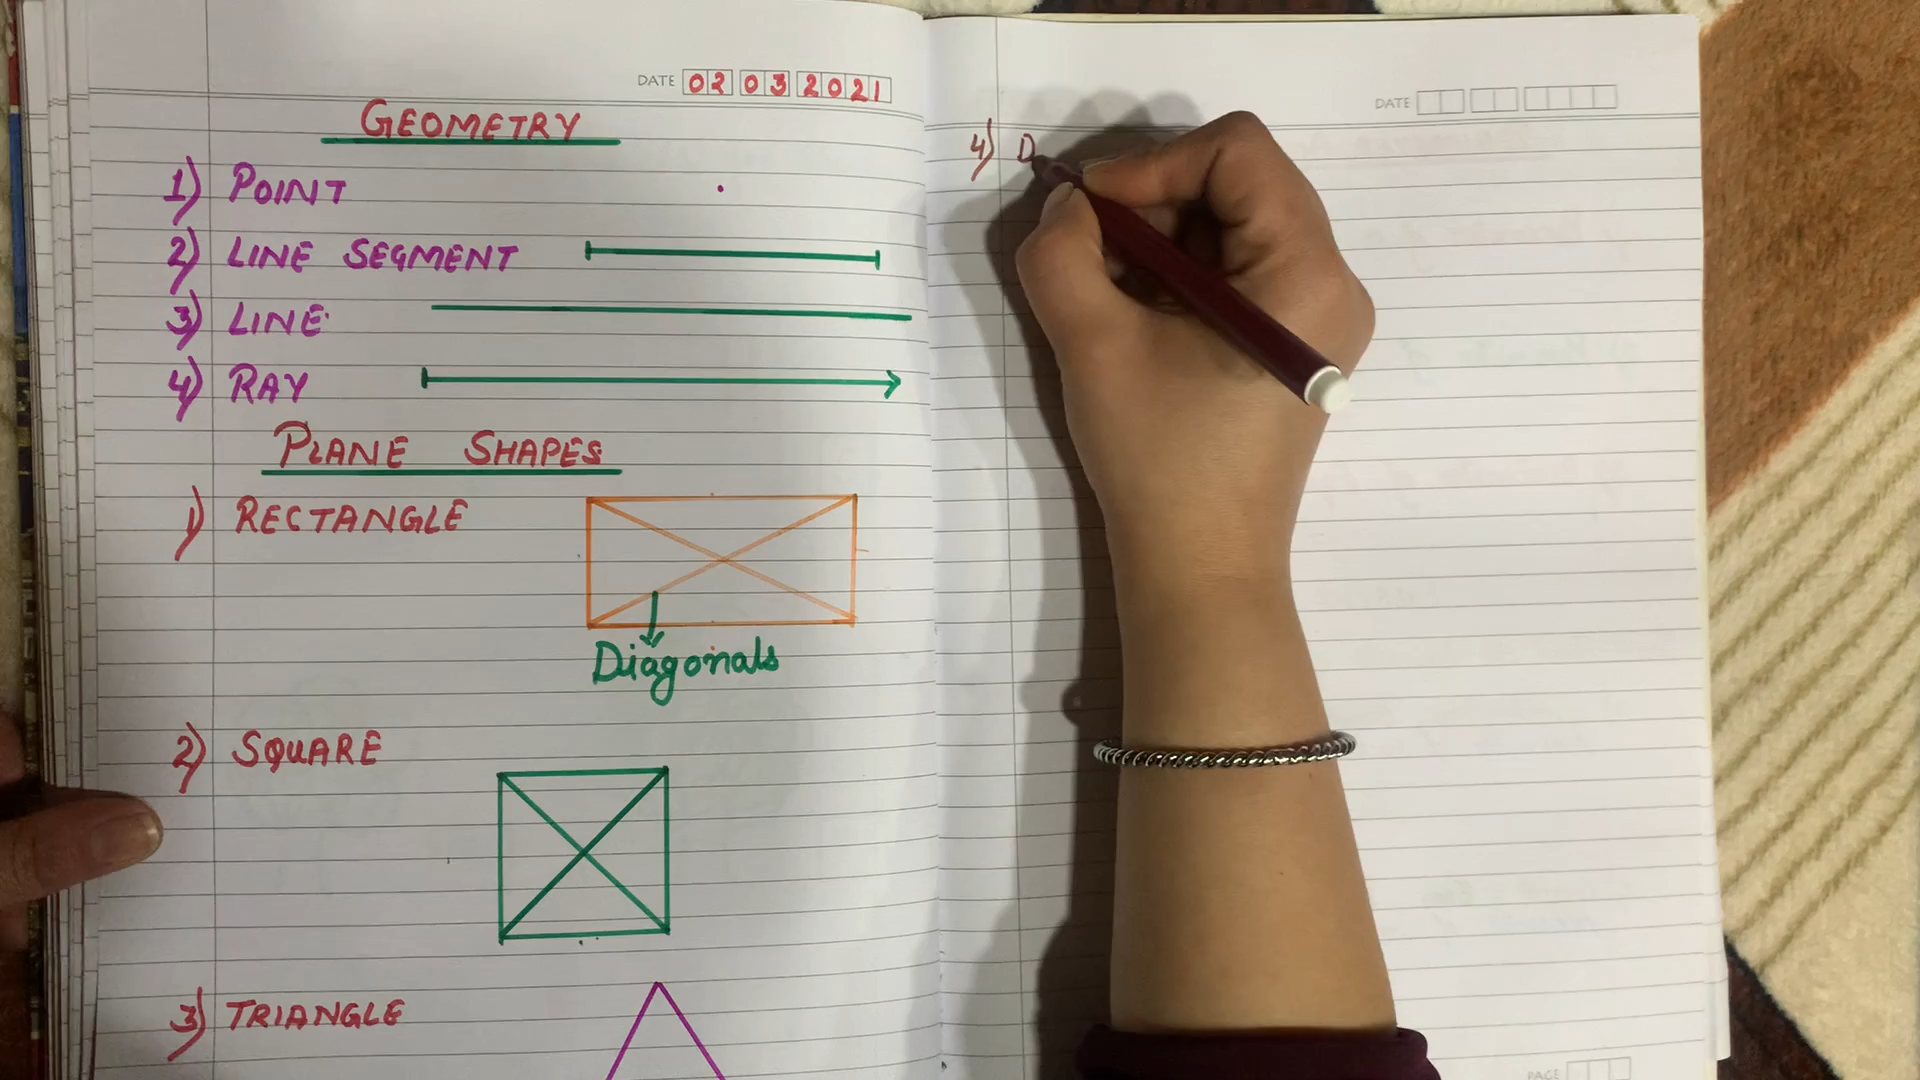 DATE 02 03 2021
GEOMETRY
1) POINT
2) LINE SEGMENT
3) LINE
4) RAY
PLANE SHAPES
1) RECTANGLE
Diagonals
2) SQUARE
3) TRIANGLE
DATE
4) D
PAGE